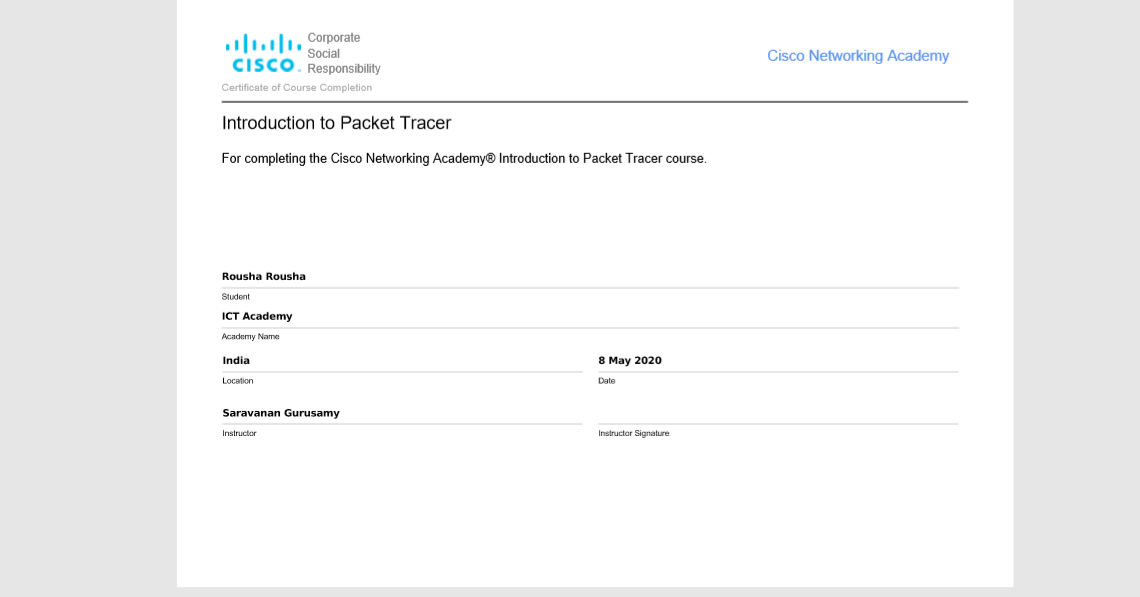 Corporate
Social
Responsibility
CISCO
Cisco Networking Academy
Certificate of Course Completion
Introduction to Packet Tracer
For completing the Cisco Networking Academy® Introduction to Packet Tracer course.
Rousha Rousha
Student
ICT Academy
Academy Name
India
8 May 2020
Location
Date
Saravanan Gurusamy
Instructor
Instructor Signature